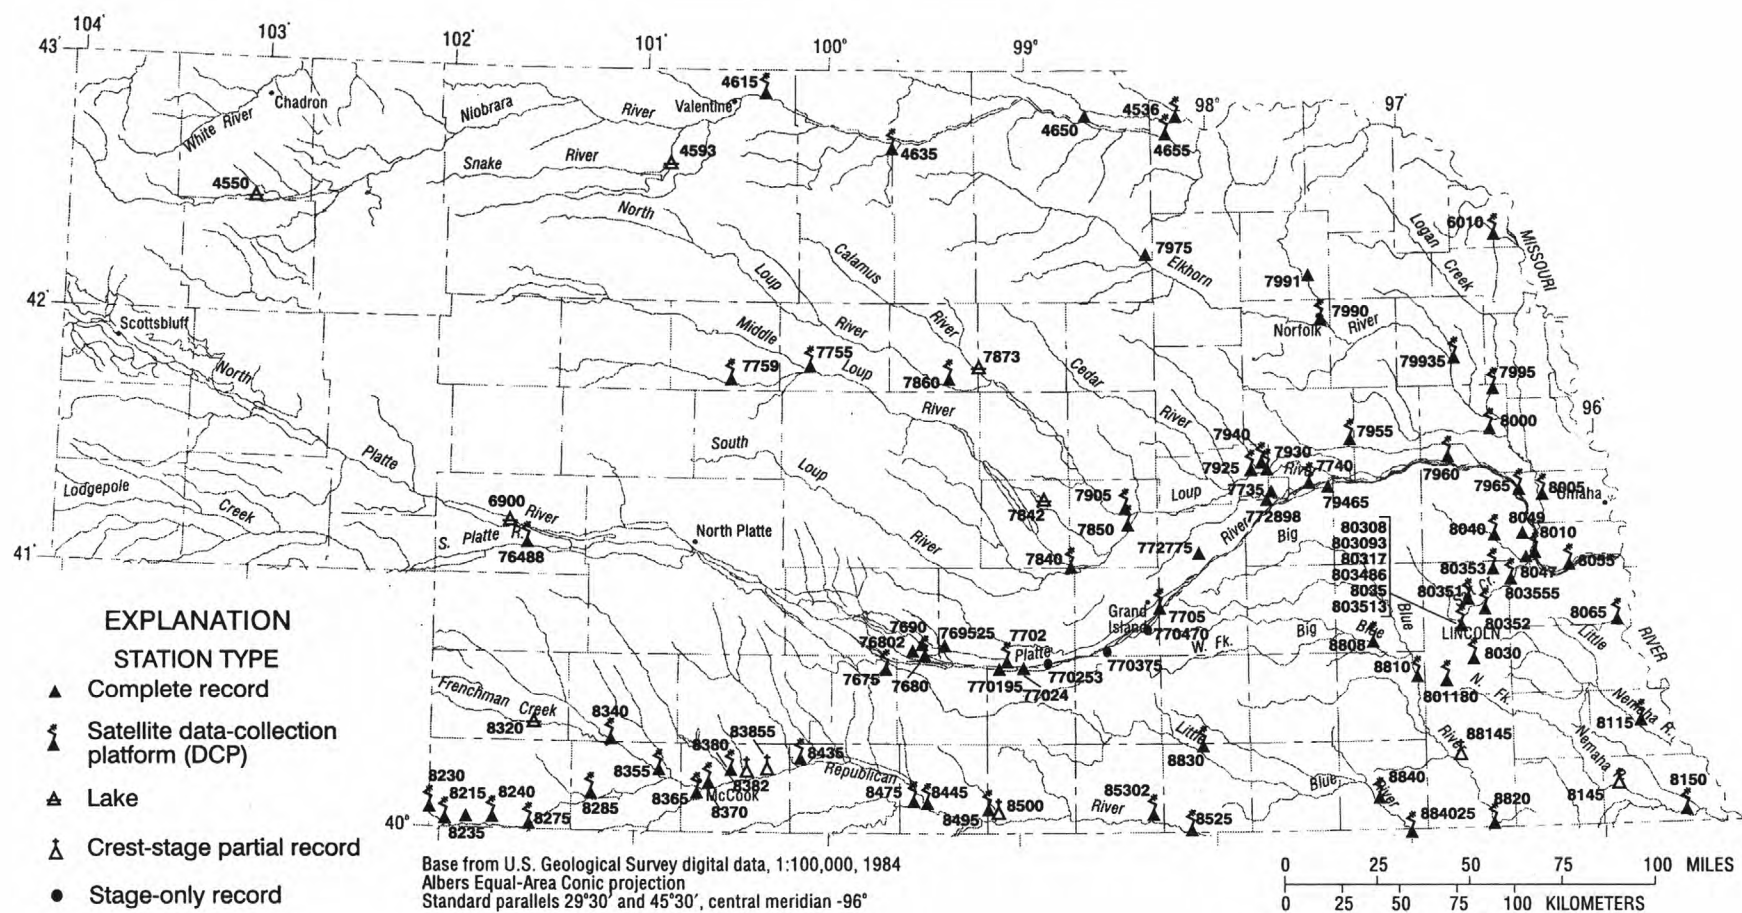 104°
103°
102°
101°
100°
99°
43°
4615
Chadron
Niobrara
River
Valentine
4536
98°
97°
White River
4650
4655
4550
Snake
River
4593
4635
North
Logan
Creek
6010
MISSOURI
Calamus
7975
Elkhorn
Loup
7991
42°
Scottsbluff
River
River
7990
Norfolk
River
Middle
7755
7873
North
7759
Loup
7860
Cedar
79935
7995
96°
River
River
8000
South
7940
7955
Platte
7930
Loup
7925
River
7740
7960
Lodgepole
Creek
6900
River
7905
Loup
7735
79465
7965
8005
Omaha
7842
772898
S. Platte R.
North Platte
7850
River
Big
80308
8040
8049
8010
41°
76488
River
7840
772775
803093
80317
80353
8047
8055
803486
80351
Cr.
803555
EXPLANATION
Grand
Island
7705
8035
803513
Blue
80352
8065
7690
769525
7702
770470
Big
Blue
LINCOLN
Little
RIVER
STATION TYPE
76802
Platte
W. Fk.
8808
8030
Complete record
7675
7680
770195
77024
770253
770375
8810
801180
N. Fk.
Frenchman
Creek
Nemaha R.
Satellite data-collection
platform (DCP)
8320
8340
83855
8380
8435
Little
8830
River
88145
8115
Nemaha
8355
8382
Republican
8230
8215
8240
8365
McCook
8370
8475
8445
85302
Blue
8840
River
8145
8150
Lake
8285
8235
8275
8495
8500
River
8525
884025
8820
40°
Crest-stage partial record
Base from U.S. Geological Survey digital data, 1:100,000, 1984
0 25 50 75 100 MILES
Albers Equal-Area Conic projection
Stage-only record
Standard parallels 29°30' and 45°30', central meridian -96°
0 25 50 75 100 KILOMETERS